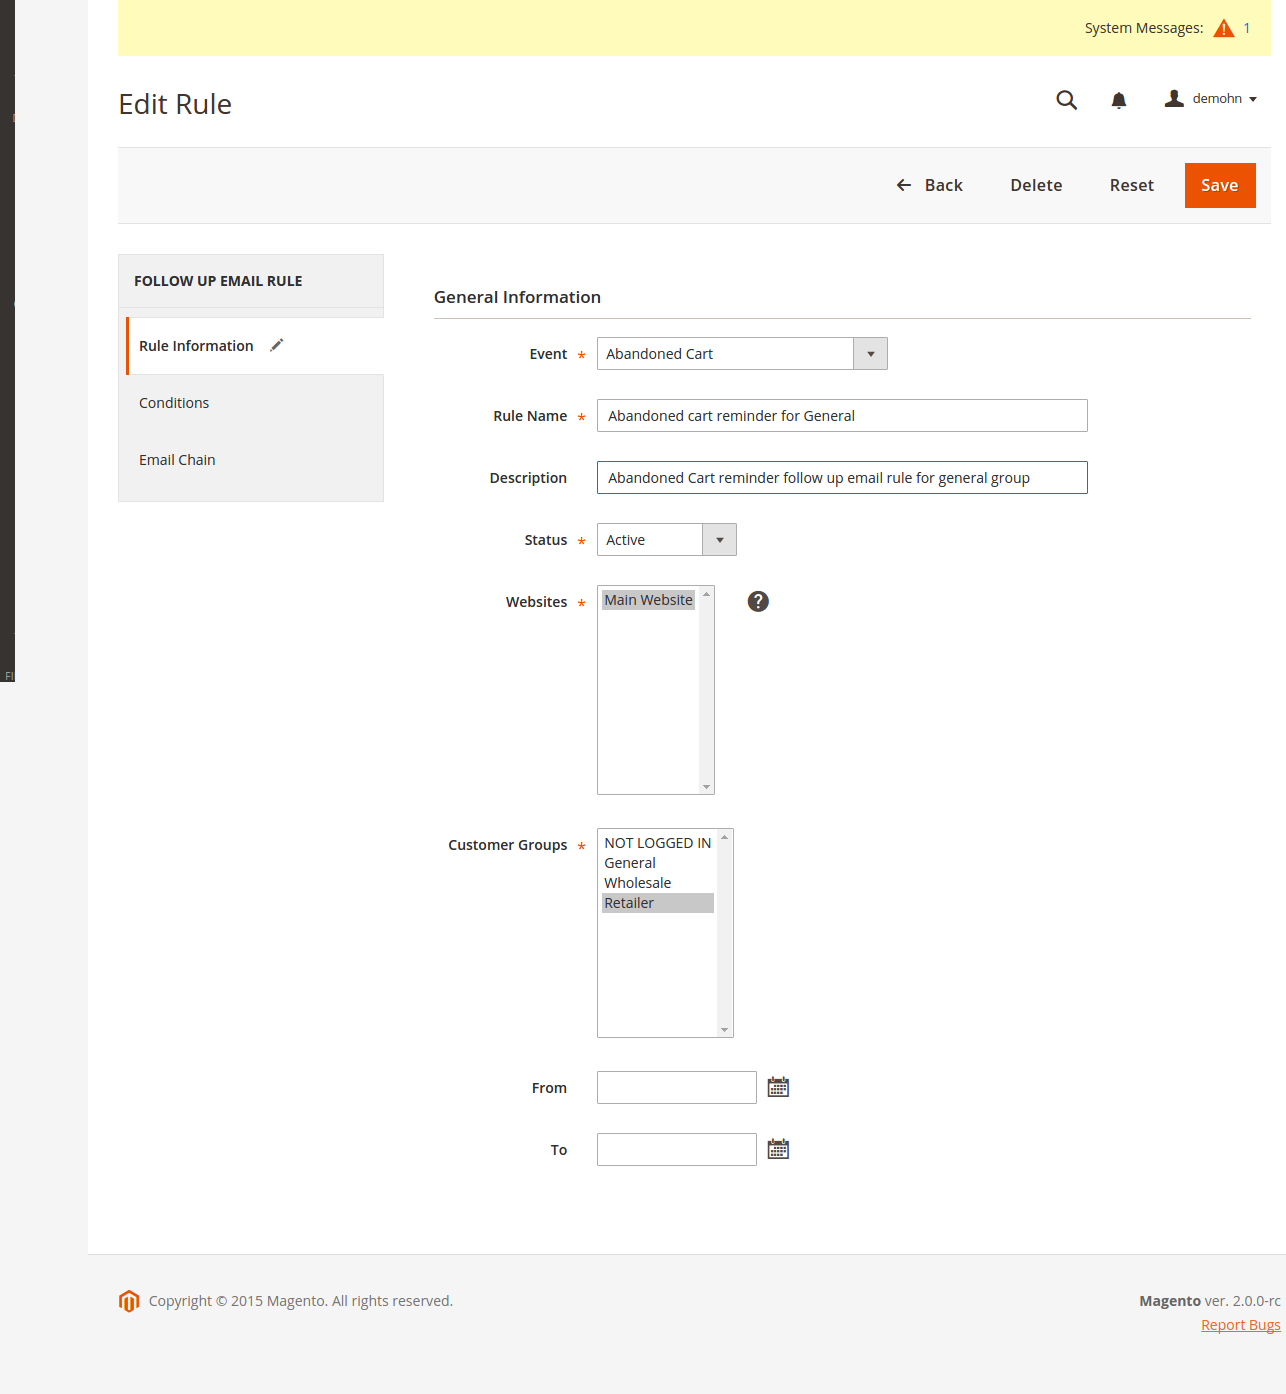 System Messages: 1
Edit Rule
demohn
Back Delete Reset Save
FOLLOW UP EMAIL RULE
Rule Information
Conditions
Email Chain
General Information
Event * Abandoned Cart
Rule Name * Abandoned cart reminder for General
Description Abandoned Cart reminder follow up email rule for general group
Status * Active
Websites * Main Website
Customer Groups * NOT LOGGED IN
General
Wholesale
Retailer
From
To
FI
Copyright © 2015 Magento. All rights reserved.
Magento ver. 2.0.0-rc
Report Bugs